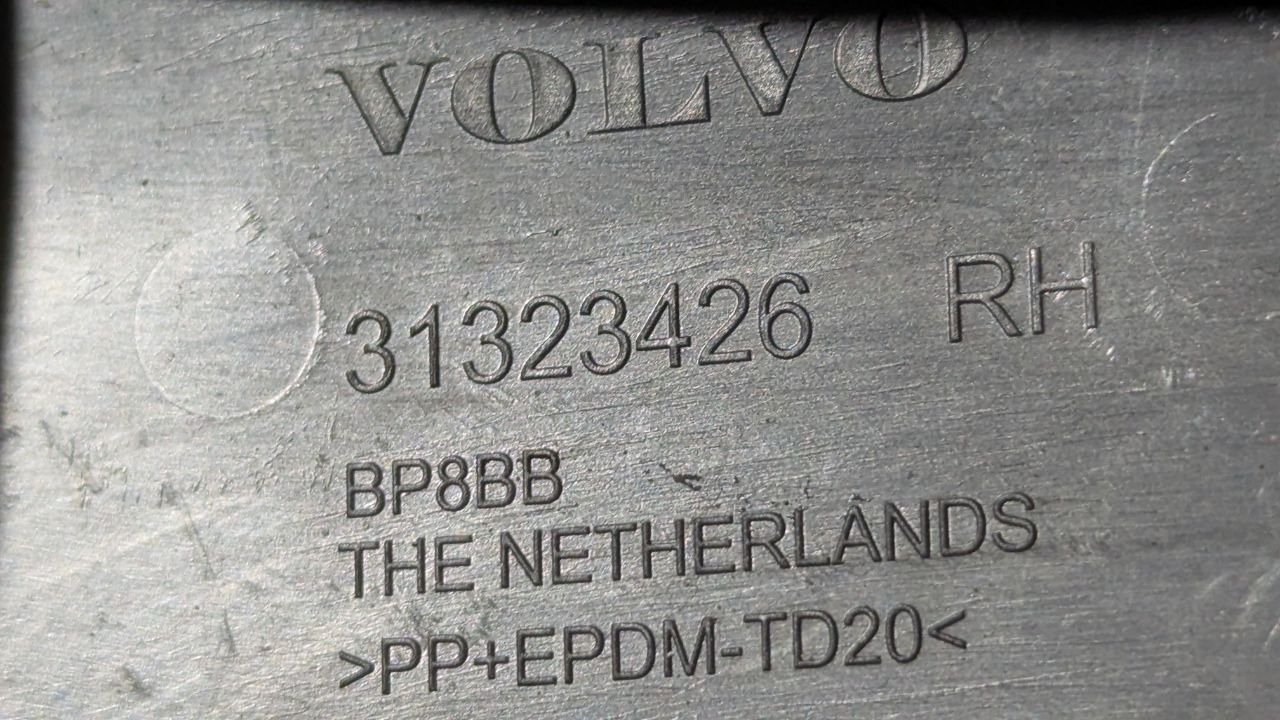 VOLVO
31323426 RH
BP8BB
THE NETHERLANDS
>PP+EPDM-TD20<